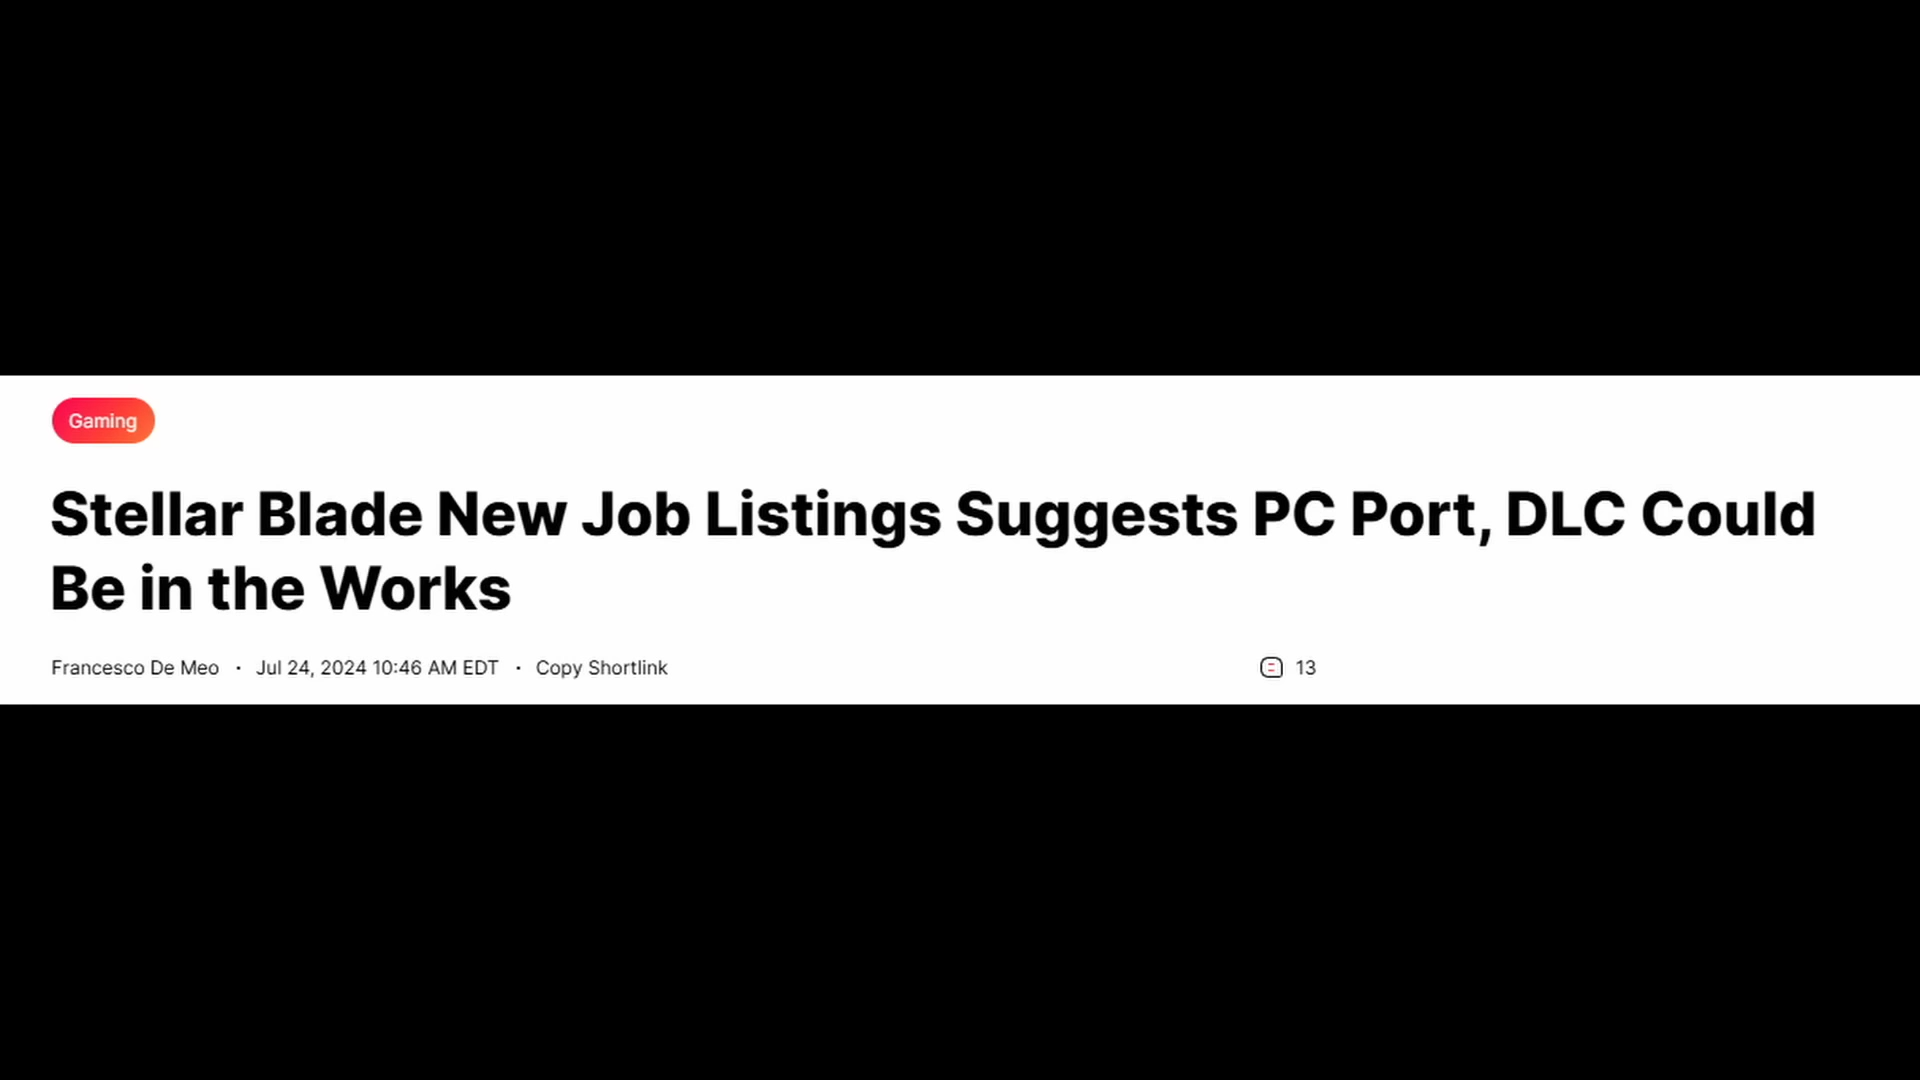 Gaming
Stellar Blade New Job Listings Suggests PC Port, DLC Could
Be in the Works
Francesco De Meo • Jul 24, 2024 10:46 AM EDT • Copy Shortlink 13